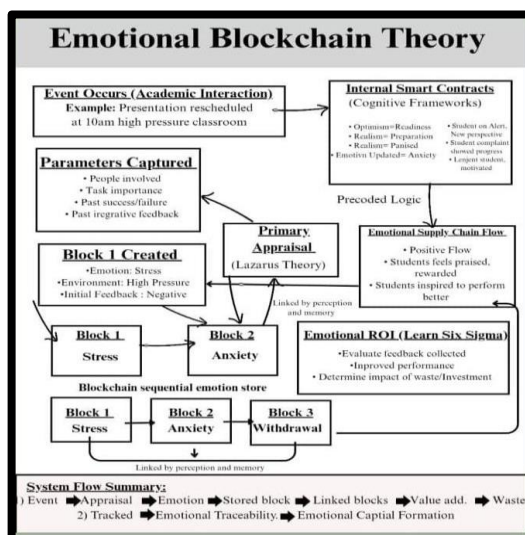 Emotional Blockchain Theory
Event Occurs (Academic Interaction)
Example: Presentation rescheduled
at 10am high pressure classroom
Internal Smart Contracts
(Cognitive Frameworks)
• Optimism=Readiness
• Realism= Preparation
• Realism= Panised
• Emotivn Updated= Anxiety
• Student on Alert,
New perspective
• Student complaint
showed progress
• Lenjent student,
motivated
Parameters Captured
• People involved
• Task importance
• Past success/failure
• Past iregrative feedback
Precoded Logic
Primary
Appraisal
(Lazarus Theory)
Emotional Supply Chain Flow
• Positive Flow
• Students feels praised,
rewarded
• Students inspired to perform
better
Block 1 Created
• Emotion: Stress
•Environment: High Pressure
•Initial Feedback : Negative
Linked by perception
and memory
Block 1
Stress
Block 2
Anxiety
Emotional ROI (Learn Six Sigma)
•Evaluate feedback collected
•Inproved performance
• Determine impact of waste/Investment
Blockchain sequential emotion store
Block 1
Stress
Block 2
Anxiety
Block 3
Withdrawal
Linked by perception and memory
System Flow Summary:
1) Event ➡Appraisal ➡Emotion ➡Stored block ➡Linked blocks ➡Value add. ➡ Waste
2) Tracked ➡Emotional Traceability. ➡Emotional Captial Formation